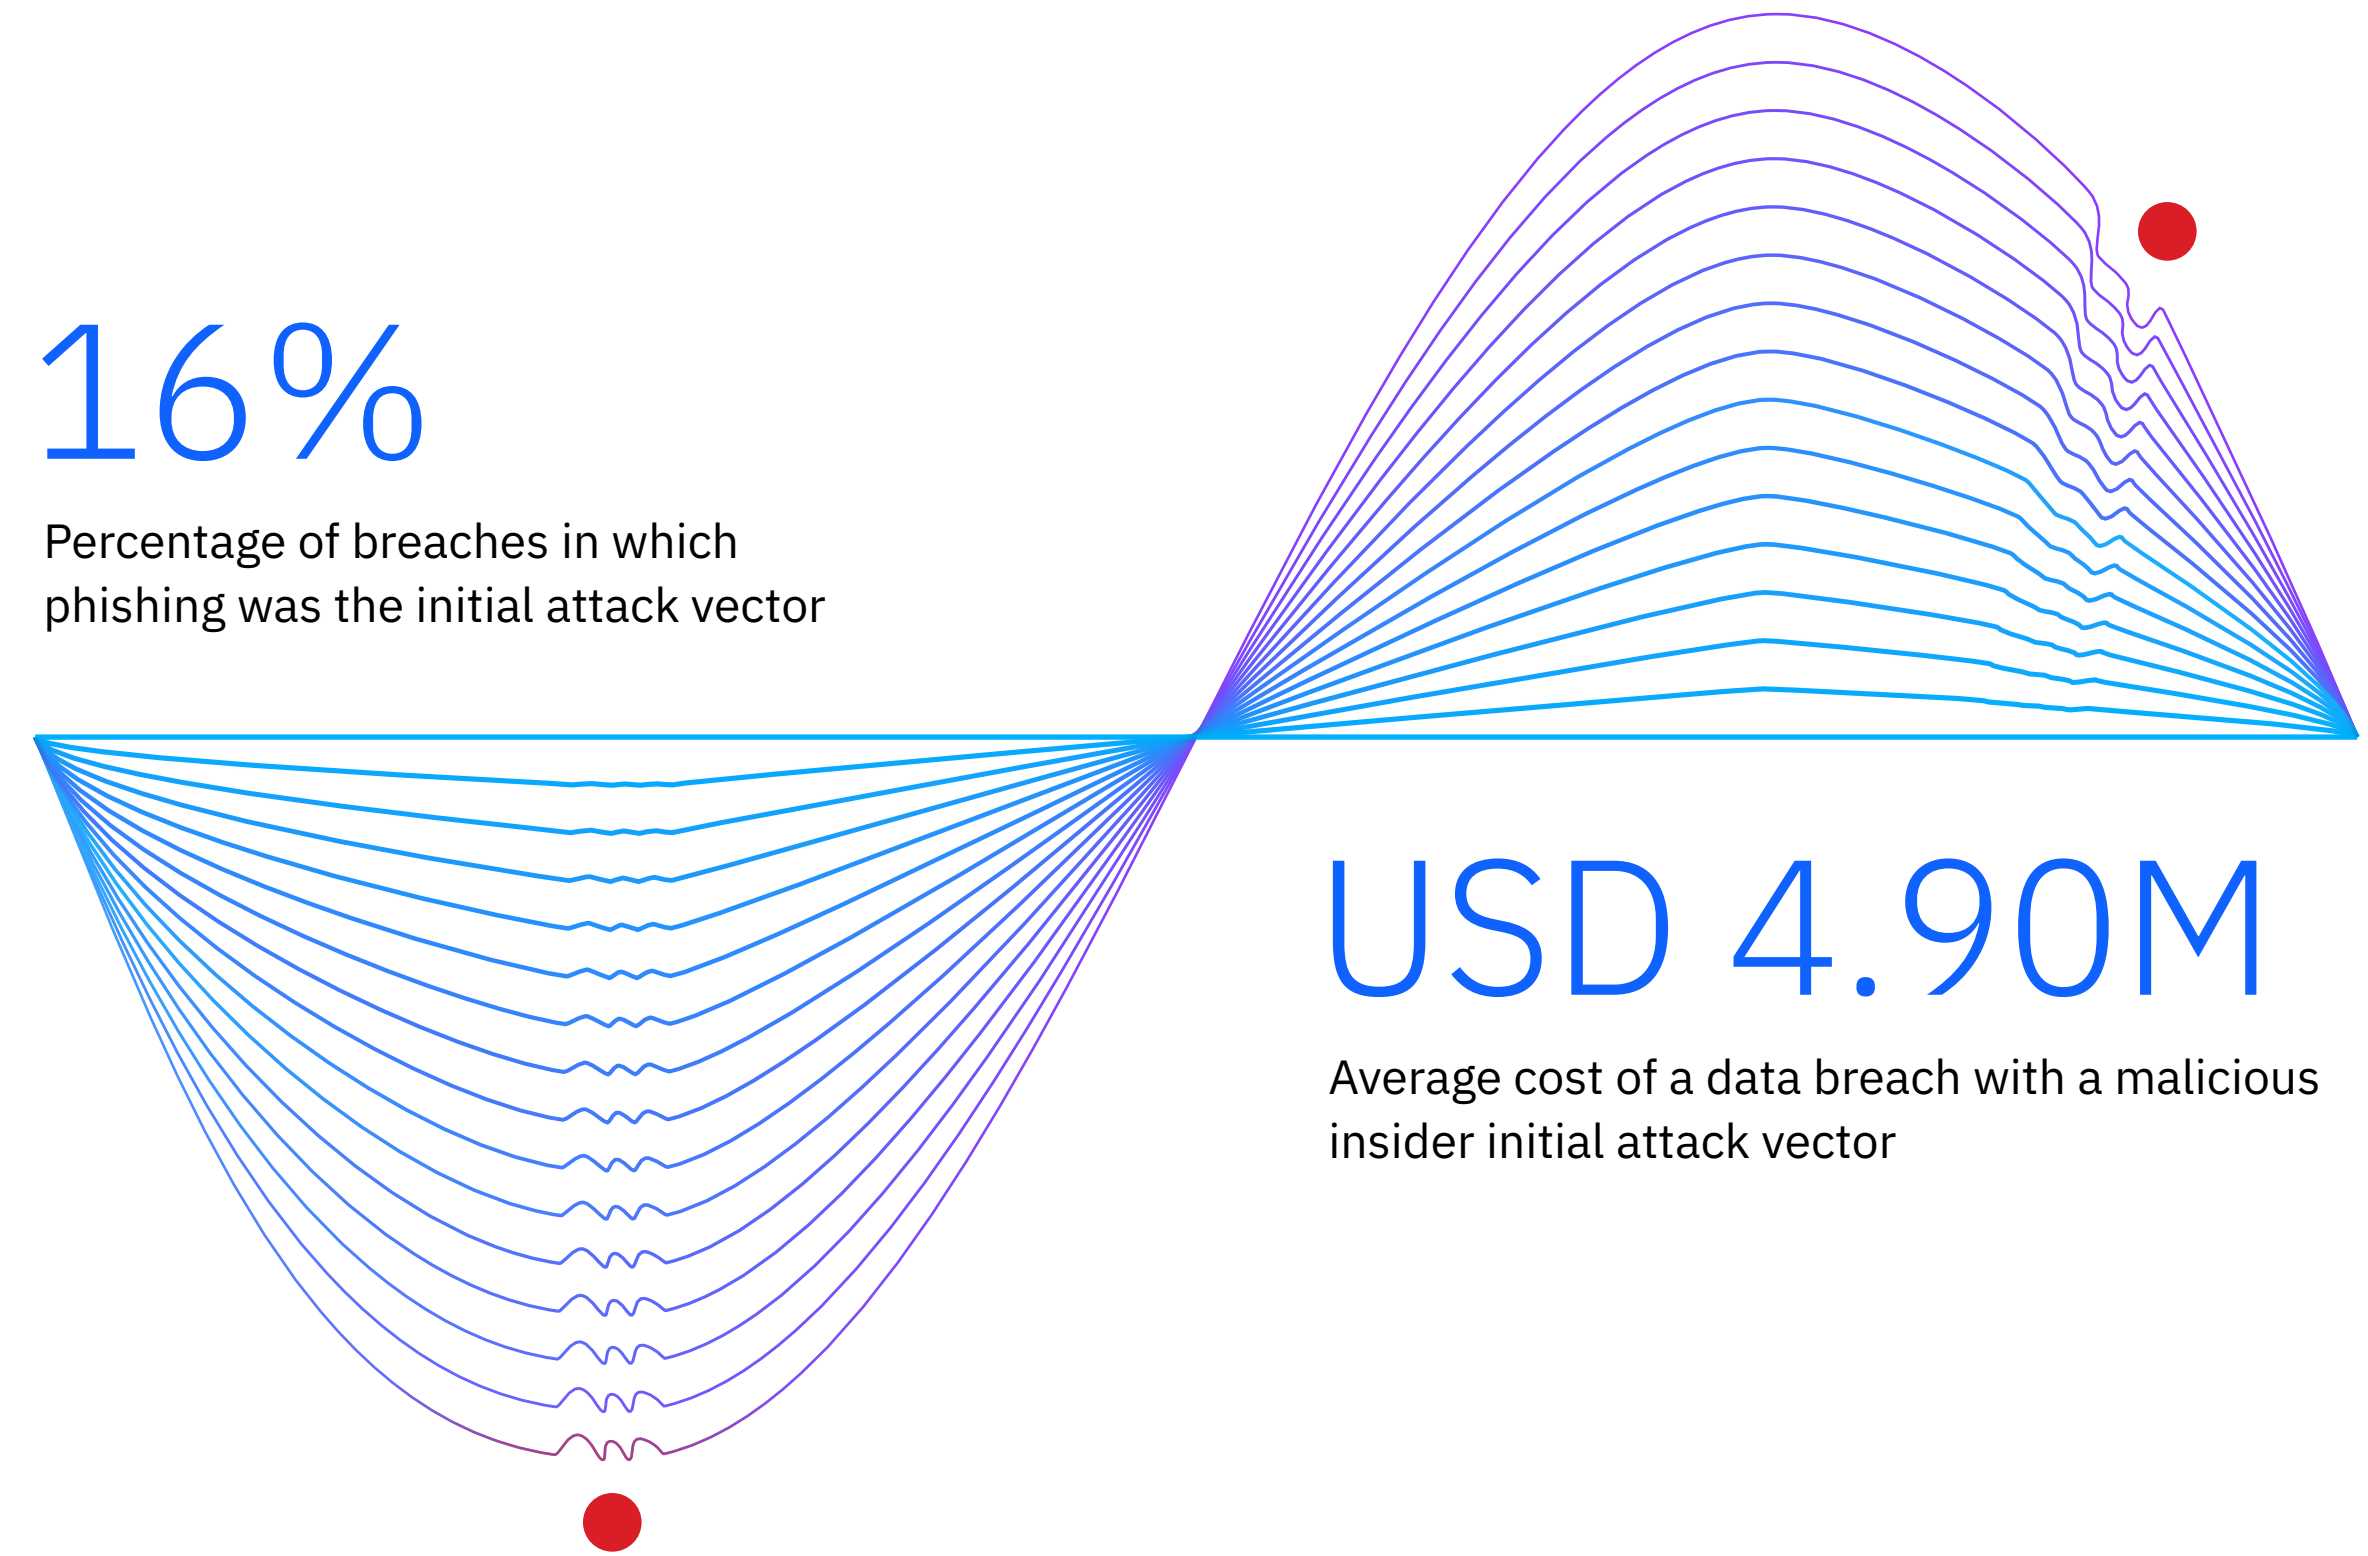 16%
Percentage of breaches in which
phishing was the initial attack vector
USD 4.90M
Average cost of a data breach with a malicious
insider initial attack vector